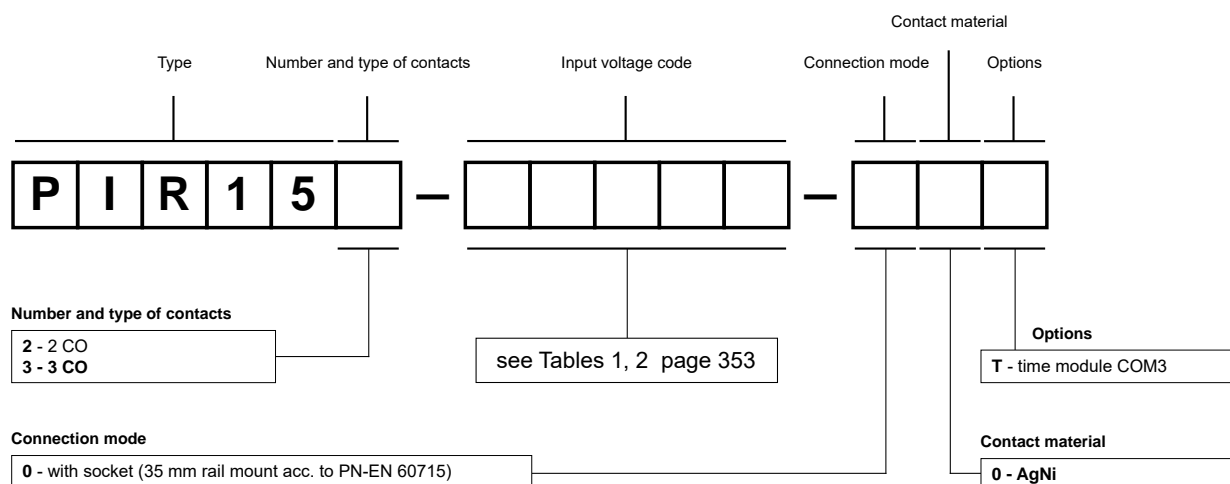 Contact material
Type Number and type of contacts Input voltage code Connection mode Options
P I R 1 5 – –
Number and type of contacts
2 - 2 CO
3 - 3 CO
see Tables 1, 2 page 353
Options
T - time module COM3
Connection mode
0 - with socket (35 mm rail mount acc. to PN-EN 60715)
Contact material
0 - AgNi